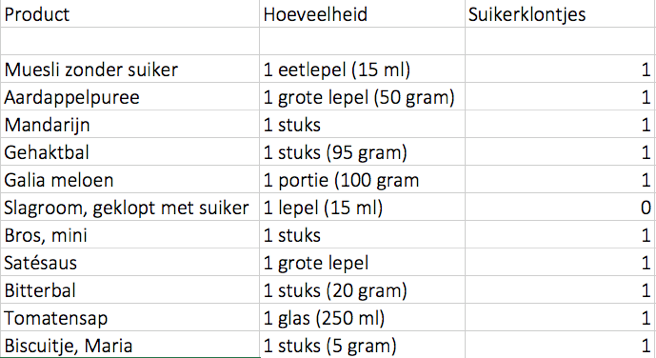 Product Hoeveelheid Suikerklontjes
Muesli zonder suiker 1 eetlepel (15 ml) 1
Aardappelpuree 1 grote lepel (50 gram) 1
Mandarijn 1 stuks 1
Gehaktbal 1 stuks (95 gram) 1
Galia meloen 1 portie (100 gram 1
Slagroom, geklopt met suiker 1 lepel (15 ml) 0
Bros, mini 1 stuks 1
Satésaus 1 grote lepel 1
Bitterbal 1 stuks (20 gram) 1
Tomatensap 1 glas (250 ml) 1
Biscuitje, Maria 1 stuks (5 gram) 1